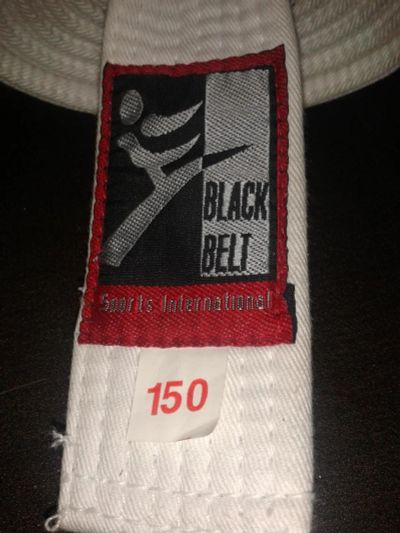 BLACK
BELT
Sports International
150